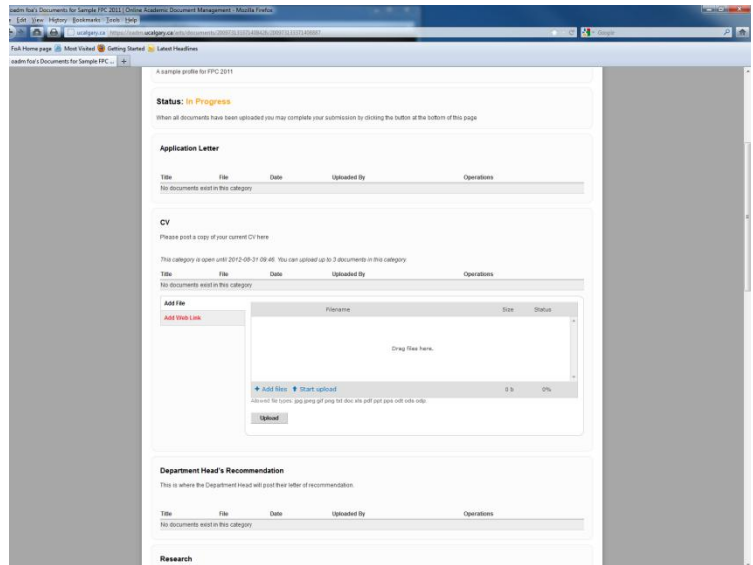 oadm foa's Documents for Sample FPC 2011 | Online Academic Document Management - Mozilla Firefox
Edit View History Bookmarks Tools Help
ucalgary.ca
Google
FoA Home page Most Visited Getting Started Latest Headlines
oadm foa's Documents for Sample FPC ...
A sample profile for FPC 2011
Status: In Progress
When all documents have been uploaded you may complete your submission by clicking the button at the bottom of this page
Application Letter
Title File Date Uploaded By Operations
No documents exist in this category
CV
Please post a copy of your current CV here
This category is open until 2012-08-31 09:46. You can upload up to 3 documents in this category.
Title File Date Uploaded By Operations
No documents exist in this category
Add File
Add Web Link
Filename Size Status
Drag files here.
Add files Start upload 0 b 0%
Allowed file types: jpg jpeg gif png txt doc xls pdf ppt pps odt ods odp.
Upload
Department Head's Recommendation
This is where the Department Head will post their letter of recommendation.
Title File Date Uploaded By Operations
No documents exist in this category
Research